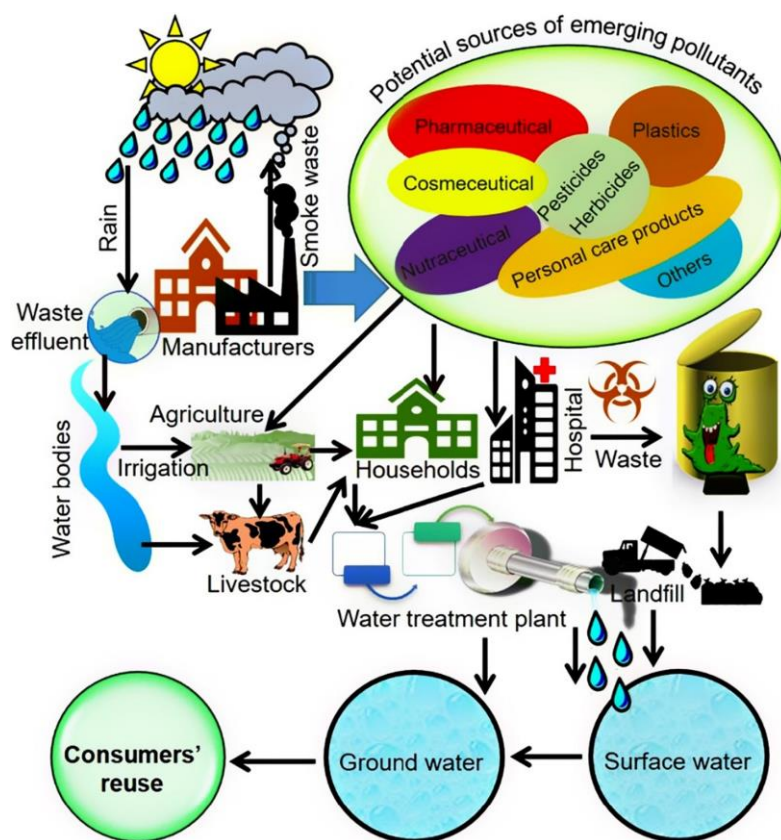 Potential sources of emerging pollutants
Pharmaceutical
Plastics
Cosmeceutical
Pesticides
Herbicides
Nutraceutical
Personal care products
Others
Rain
Smoke waste
Waste
effluent
Manufacturers
Agriculture
Irrigation
Households
Hospital
Waste
Water bodies
Livestock
Water treatment plant
Landfill
Consumers’
reuse
Ground water
Surface water